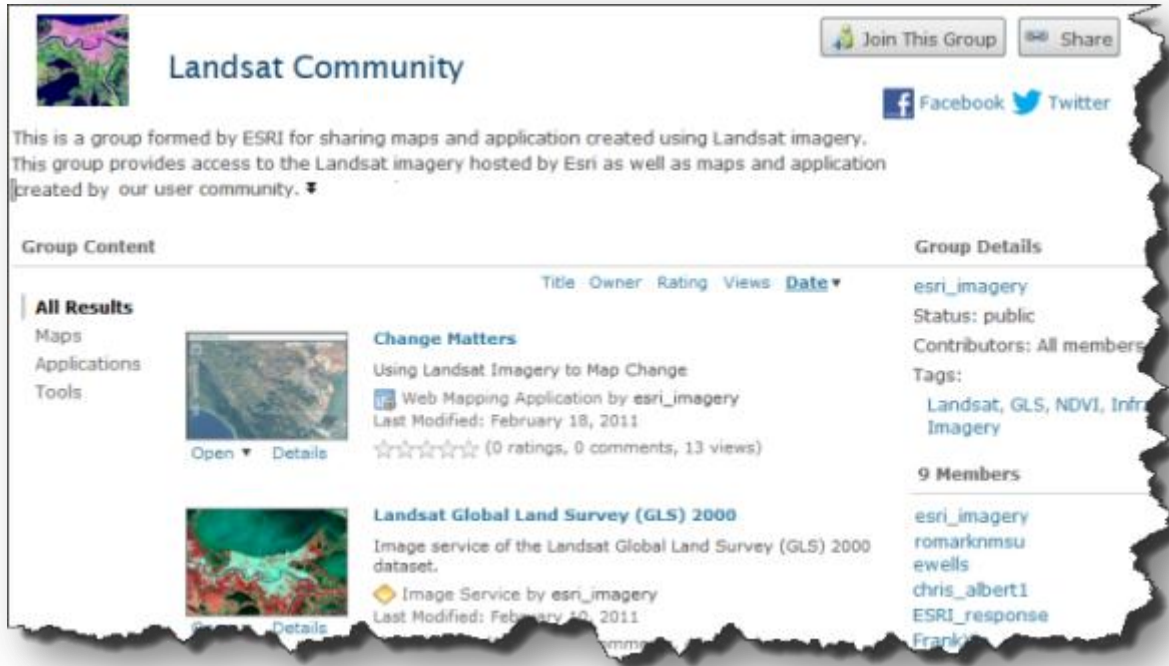 Landsat Community
Join This Group
Share
Facebook
Twitter
This is a group formed by ESRI for sharing maps and application created using Landsat imagery.
This group provides access to the Landsat imagery hosted by Esri as well as maps and application
created by our user community.
Group Content
Title Owner Rating Views Date
All Results
Maps
Applications
Tools
Change Matters
Using Landsat Imagery to Map Change
Web Mapping Application by esri_imagery
Last Modified: February 18, 2011
(0 ratings, 0 comments, 13 views)
Open Details
Landsat Global Land Survey (GLS) 2000
Image service of the Landsat Global Land Survey (GLS) 2000
dataset.
Image Service by esri_imagery
Last Modified: February 10, 2011
Details
Group Details
esri_imagery
Status: public
Contributors: All members
Tags:
Landsat, GLS, NDVI,
Imagery
9 Members
esri_imagery
romarknmsu
ewells
chris_albert1
ESRI_response